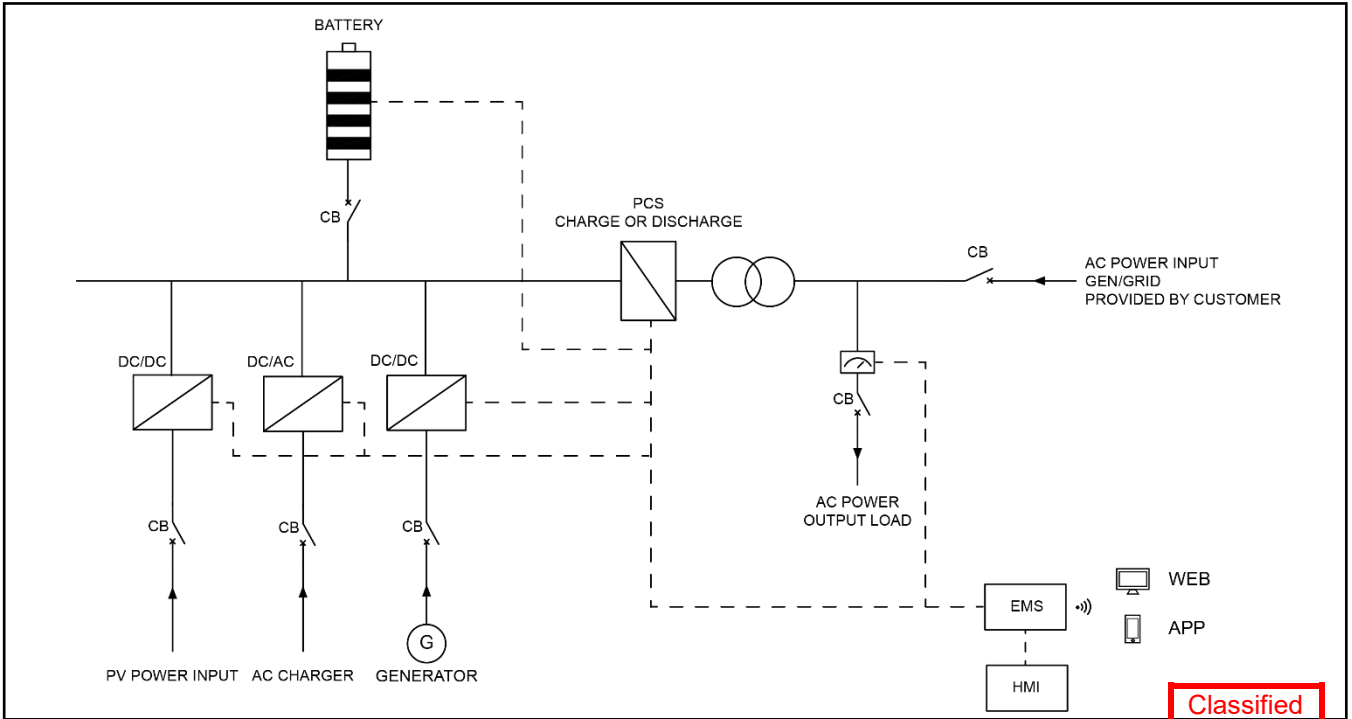 BATTERY
CB
PCS
CHARGE OR DISCHARGE
CB
AC POWER INPUT
GEN/GRID
PROVIDED BY CUSTOMER
DC/DC
DC/AC
DC/DC
CB
AC POWER
OUTPUT LOAD
CB
CB
CB
G
PV POWER INPUT
AC CHARGER
GENERATOR
EMS
WEB
APP
HMI
Classified